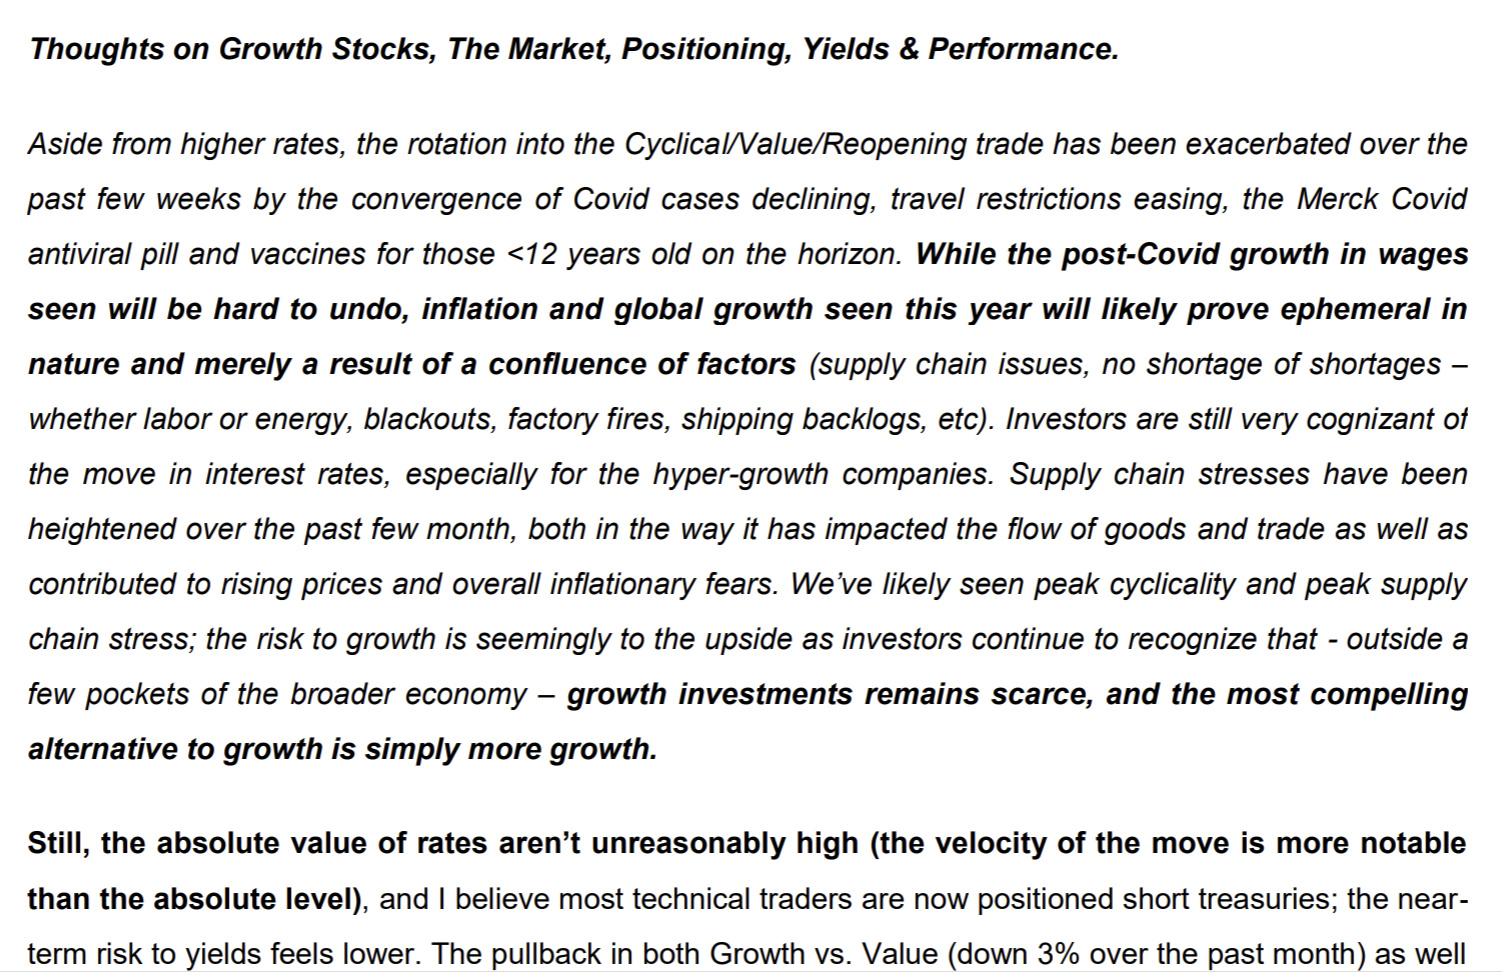 Thoughts on Growth Stocks, The Market, Positioning, Yields & Performance.
Aside from higher rates, the rotation into the Cyclical/Value/Reopening trade has been exacerbated over the
past few weeks by the convergence of Covid cases declining, travel restrictions easing, the Merck Covid
antiviral pill and vaccines for those <12 years old on the horizon. While the post-Covid growth in wages
seen will be hard to undo, inflation and global growth seen this year will likely prove ephemeral in
nature and merely a result of a confluence of factors (supply chain issues, no shortage of shortages –
whether labor or energy, blackouts, factory fires, shipping backlogs, etc). Investors are still very cognizant of
the move in interest rates, especially for the hyper-growth companies. Supply chain stresses have been
heightened over the past few month, both in the way it has impacted the flow of goods and trade as well as
contributed to rising prices and overall inflationary fears. We’ve likely seen peak cyclicality and peak supply
chain stress; the risk to growth is seemingly to the upside as investors continue to recognize that - outside a
few pockets of the broader economy – growth investments remains scarce, and the most compelling
alternative to growth is simply more growth.
Still, the absolute value of rates aren’t unreasonably high (the velocity of the move is more notable
than the absolute level), and I believe most technical traders are now positioned short treasuries; the near-
term risk to yields feels lower. The pullback in both Growth vs. Value (down 3% over the past month) as well